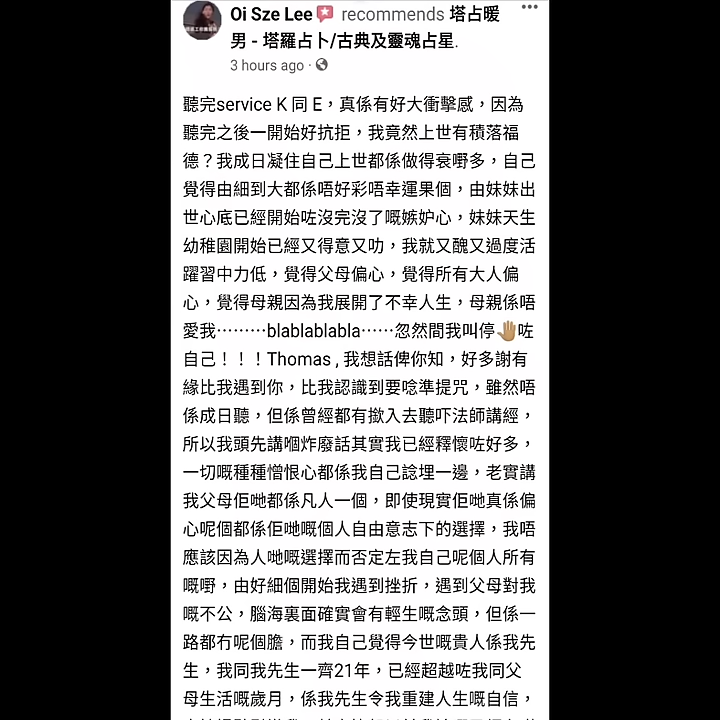 Oi Sze Lee recommends 塔占暖
男 - 塔羅占卜/古典及靈魂占星.
3 hours ago ·
聽完service K 同 E，真係有好大衝擊感，因為
聽完之後一開始好抗拒，我竟然上世有積落福
德？我成日凝住自己上世都係做得衰嘢多，自己
覺得由細到大都係唔好彩唔幸運果個，由妹妹出
世心底已經開始咗沒完沒了嘅嫉妒心，妹妹天生
幼稚園開始已經又得意又叻，我就又醜又過度活
躍習中力低，覺得父母偏心，覺得所有大人偏
心，覺得母親因為我展開了不幸人生，母親係唔
愛我⋯⋯⋯blablablabla⋯⋯忽然間我叫停🤚🏽咗
自己！！！Thomas , 我想話俾你知，好多謝有
緣比我遇到你，比我認識到要唸準提咒，雖然唔
係成日聽，但係曾經都有撳入去聽吓法師講經，
所以我頭先講嗰炸廢話其實我已經釋懷咗好多，
一切嘅種種憎恨心都係我自己諗埋一邊，老實講
我父母佢哋都係凡人一個，即使現實佢哋真係偏
心呢個都係佢哋嘅個人自由意志下的選擇，我唔
應該因為人哋嘅選擇而否定左我自己呢個人所有
嘅嘢，由好細個開始我遇到挫折，遇到父母對我
嘅不公，腦海裏面確實會有輕生嘅念頭，但係一
路都冇呢個膽，而我自己覺得今世嘅貴人係我先
生，我同我先生一齊21年，已經超越咗我同父
母生活嘅歲月，係我先生令我重建人生嘅自信，